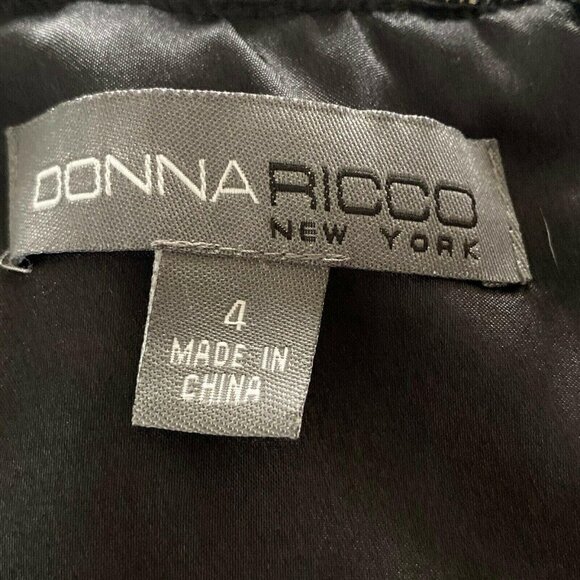 DONNA RICCO
NEW YORK
4
MADE IN
CHINA